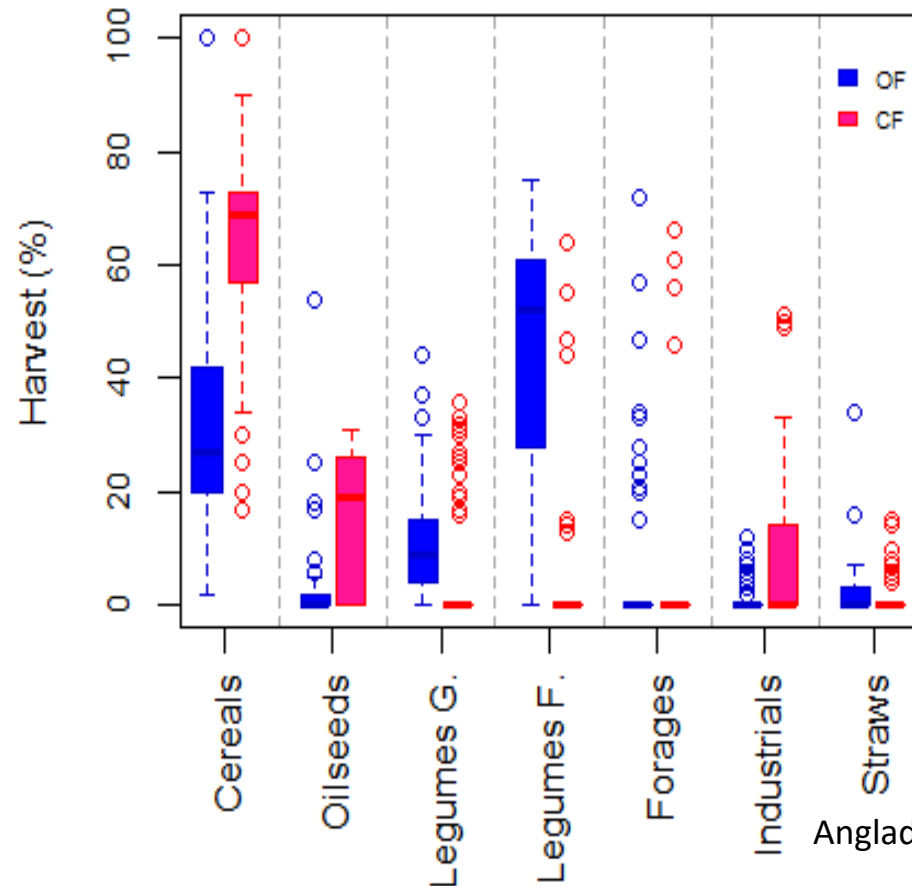 Harvest (%)
100
80
60
40
20
0
OF
CF
Cereals
Oilseeds
Legumes G.
Legumes F.
Forages
Industrials
Straws